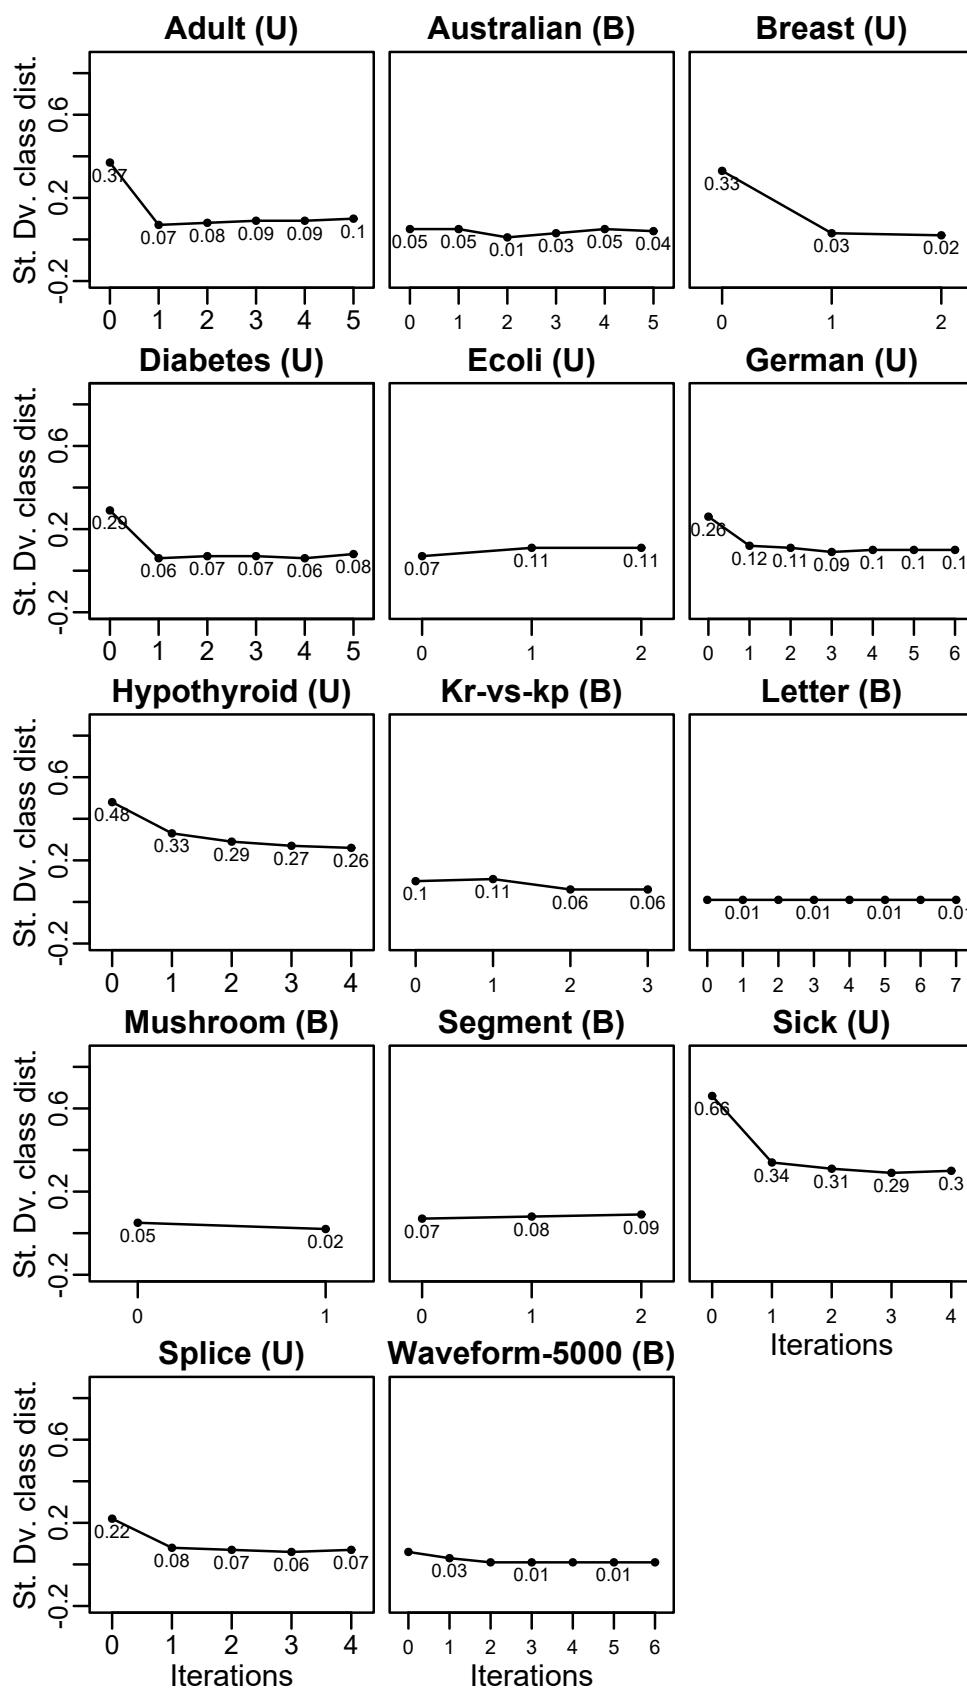 Adult (U)
Australian (B)
Breast (U)
St. Dv. class dist.
0.6
0.2
-0.2
0.37
0.07
0.08
0.09
0.09
0.1
0 1 2 3 4 5
0.05
0.05
0.01
0.03
0.05
0.04
0 1 2 3 4 5
0.33
0.03
0.02
0 1 2
Diabetes (U)
Ecoli (U)
German (U)
St. Dv. class dist.
0.6
0.2
-0.2
0.29
0.06
0.07
0.07
0.06
0.08
0 1 2 3 4 5
0.07
0.11
0.11
0 1 2
0.26
0.12
0.11
0.09
0.1
0.1
0.1
0 1 2 3 4 5 6
Hypothyroid (U)
Kr-vs-kp (B)
Letter (B)
St. Dv. class dist.
0.6
0.2
-0.2
0.48
0.33
0.29
0.27
0.26
0 1 2 3 4
0.1
0.11
0.06
0.06
0 1 2 3
0.01
0.01
0.01
0.01
0 1 2 3 4 5 6 7
Mushroom (B)
Segment (B)
Sick (U)
St. Dv. class dist.
0.6
0.2
-0.2
0.05
0.02
0 1
0.07
0.08
0.09
0 1 2
0.66
0.34
0.31
0.29
0.3
0 1 2 3 4
Iterations
Splice (U)
Waveform-5000 (B)
St. Dv. class dist.
0.6
0.2
-0.2
0.22
0.08
0.07
0.06
0.07
0 1 2 3 4
Iterations
0.03
0.01
0.01
0 1 2 3 4 5 6
Iterations